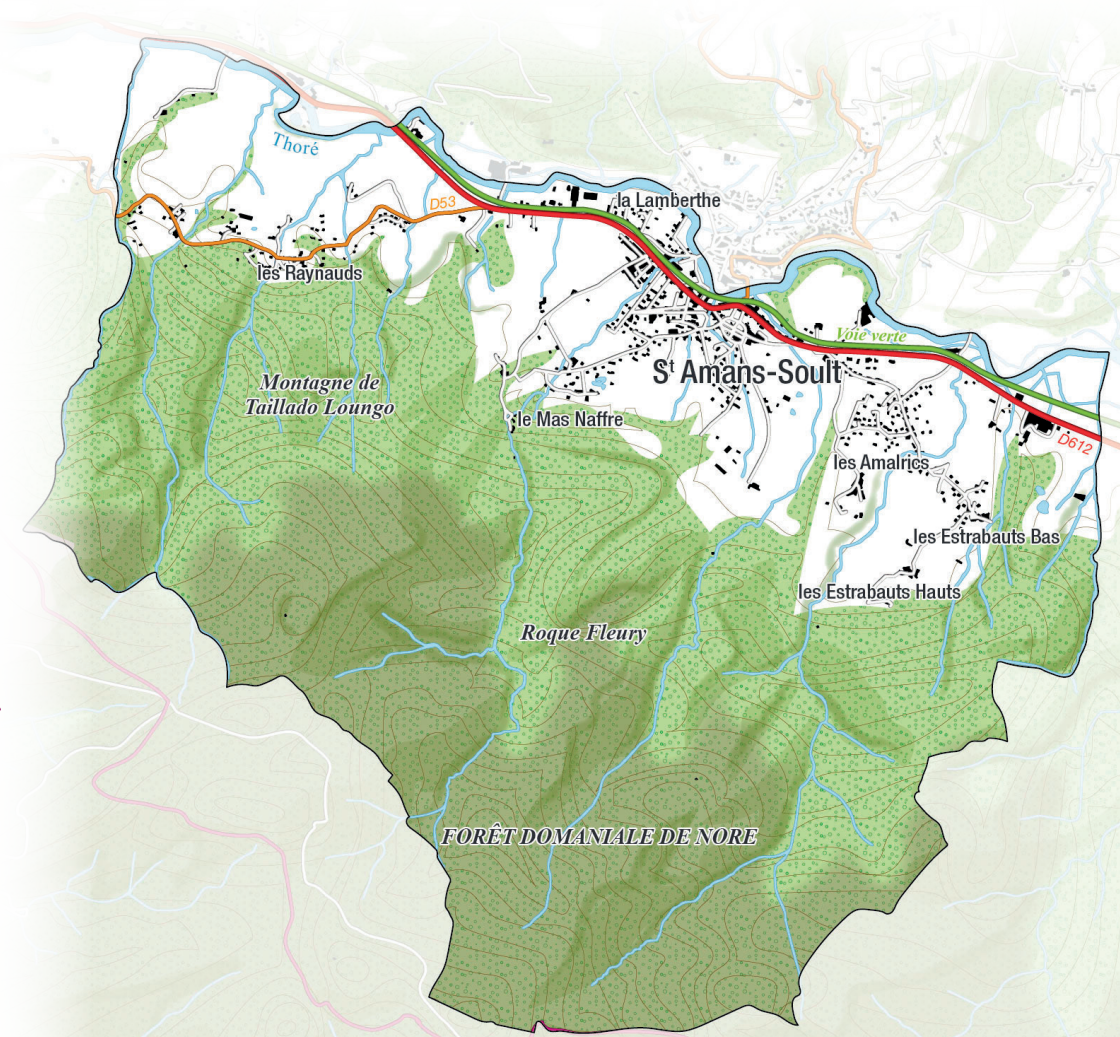 Thoré
la Lamberthe
D53
les Raynauds
Voie verte
St Amans-Soult
Montagne de
Taillado Loungo
le Mas Naffre
D612
les Amalrics
les Estrabauts Bas
les Estrabauts Hauts
Roque Fleury
FORÊT DOMANIALE DE NORE